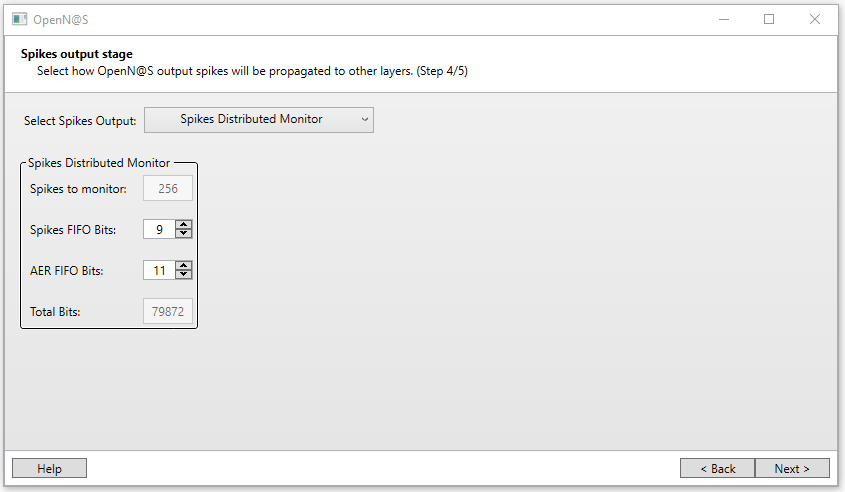 OpenN@S
Spikes output stage
Select how OpenN@S output spikes will be propagated to other layers. (Step 4/5)
Select Spikes Output: Spikes Distributed Monitor
Spikes Distributed Monitor
Spikes to monitor: 256
Spikes FIFO Bits: 9
AER FIFO Bits: 11
Total Bits: 79872
Help < Back Next >